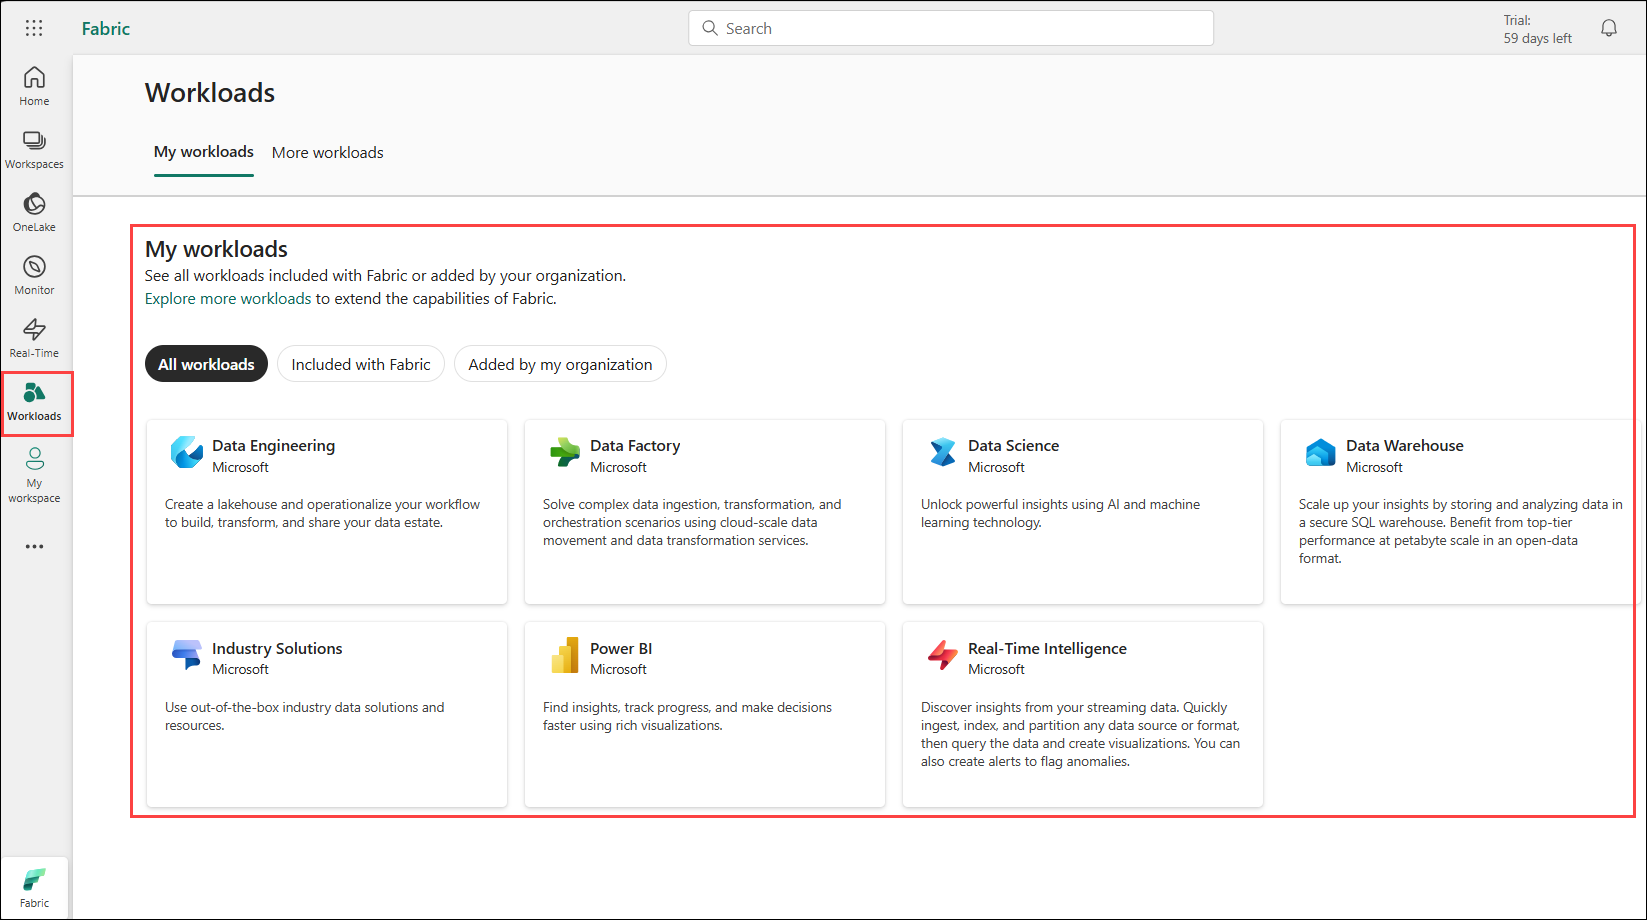 Fabric
Search
Trial:
59 days left
Home
Workspaces
OneLake
Monitor
Real-Time
Workloads
My
workspace
Fabric
Workloads
My workloads
More workloads
My workloads
See all workloads included with Fabric or added by your organization.
Explore more workloads to extend the capabilities of Fabric.
All workloads
Included with Fabric
Added by my organization
Data Engineering
Microsoft
Create a lakehouse and operationalize your workflow
to build, transform, and share your data estate.
Data Factory
Microsoft
Solve complex data ingestion, transformation, and
orchestration scenarios using cloud-scale data
movement and data transformation services.
Data Science
Microsoft
Unlock powerful insights using AI and machine
learning technology.
Data Warehouse
Microsoft
Scale up your insights by storing and analyzing data in
a secure SQL warehouse. Benefit from top-tier
performance at petabyte scale in an open-data
format.
Industry Solutions
Microsoft
Use out-of-the-box industry data solutions and
resources.
Power BI
Microsoft
Find insights, track progress, and make decisions
faster using rich visualizations.
Real-Time Intelligence
Microsoft
Discover insights from your streaming data. Quickly
ingest, index, and partition any data source or format,
then query the data and create visualizations. You can
also create alerts to flag anomalies.